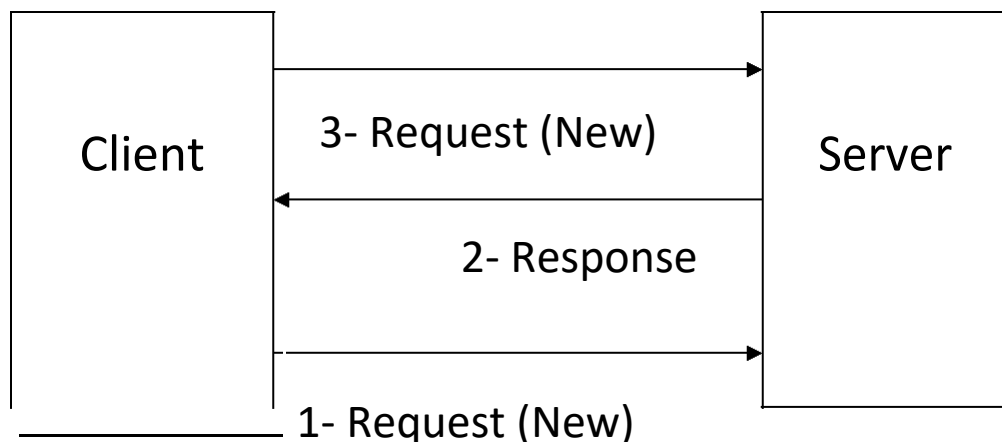 3- Request (New)
Client
Server
2- Response
1- Request (New)